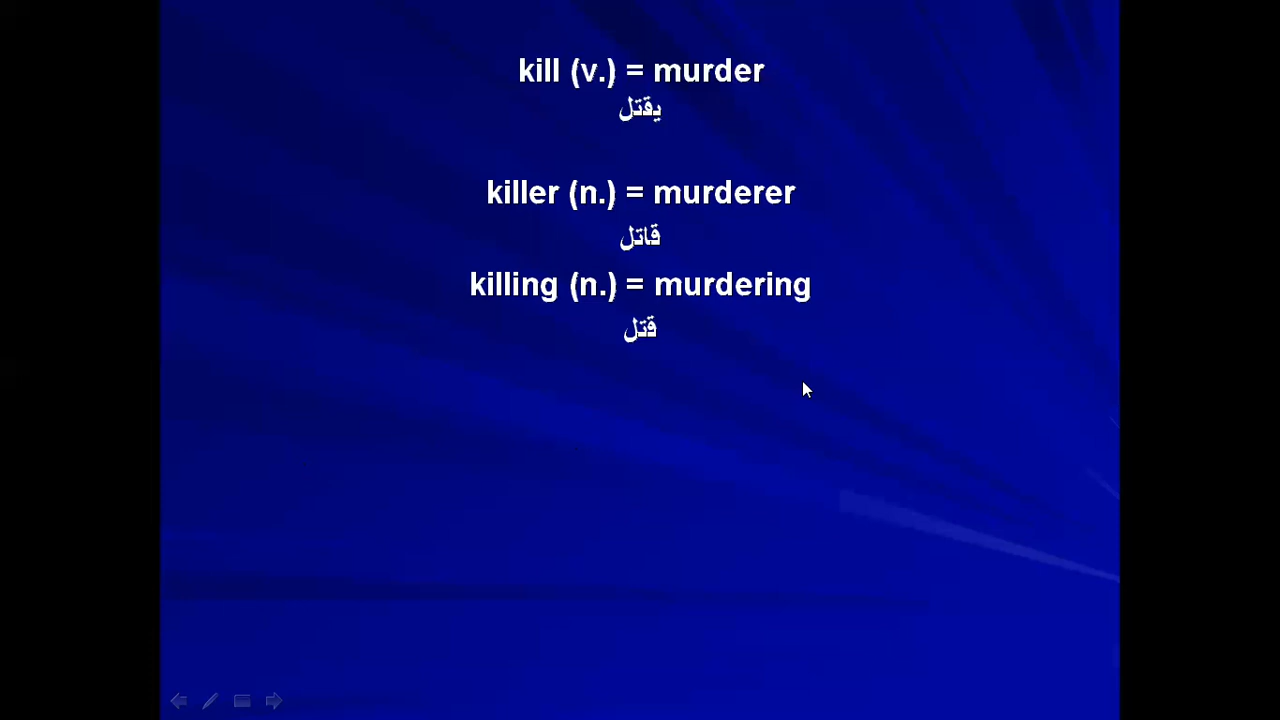 kill (v.) = murder
يقتل
killer (n.) = murderer
قاتل
killing (n.) = murdering
قتل